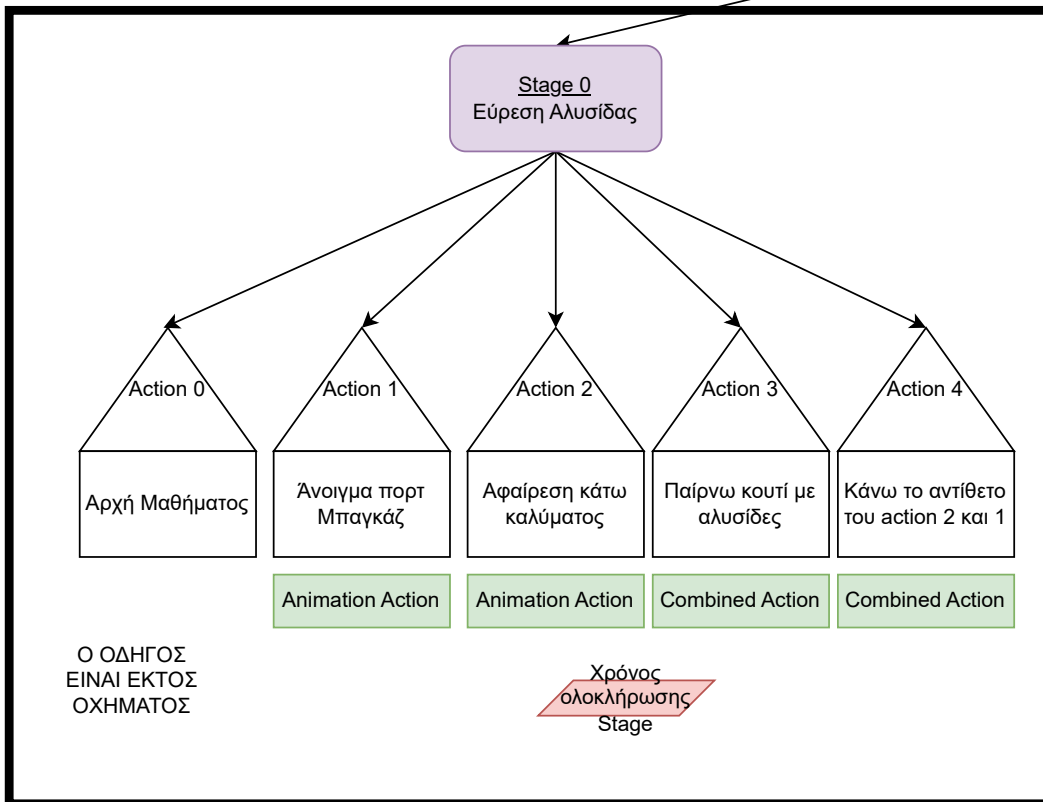 Stage 0
Εύρεση Αλυσίδας
Action 0
Action 1
Action 2
Action 3
Action 4
Αρχή Μαθήματος
Άνοιγμα πορτ
Μπαγκάζ
Αφαίρεση κάτω
καλύματος
Παίρνω κουτί με
αλυσίδες
Κάνω το αντίθετο
του action 2 και 1
Animation Action
Animation Action
Combined Action
Combined Action
Ο ΟΔΗΓΟΣ
ΕΙΝΑΙ ΕΚΤΟΣ
ΟΧΗΜΑΤΟΣ
Χρόνος
ολοκλήρωσης
Stage